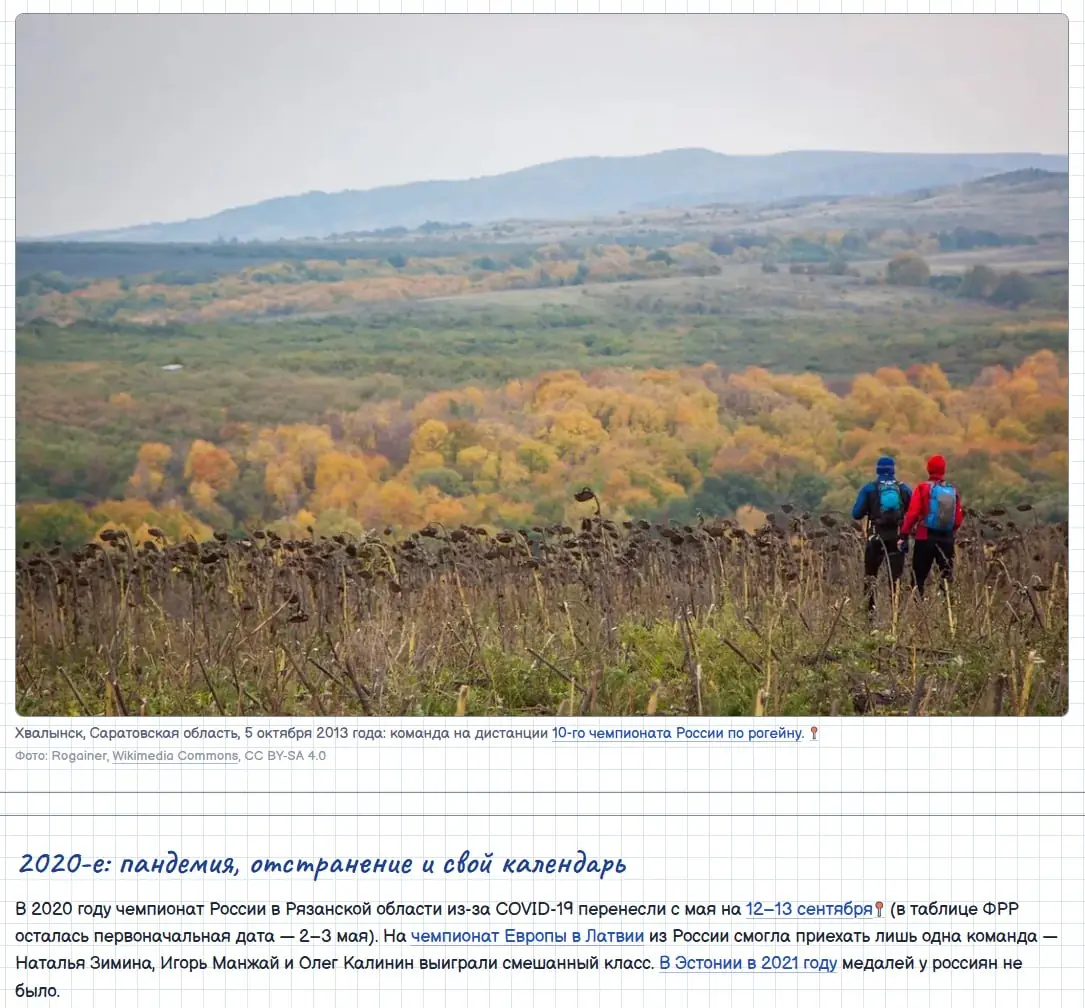 Хвалынск, Саратовская область, 5 октября 2013 года: команда на дистанции 10-го чемпионата России по рогейну.
Фото: Rogainer, Wikimedia Commons, CC BY-SA 4.0
2020-е: пандемия, отстранение и свой календарь
В 2020 году чемпионат России в Рязанской области из-за COVID-19 перенесли с мая на 12–13 сентября (в таблице ФРР
осталась первоначальная дата — 2–3 мая). На чемпионат Европы в Латвии из России смогла приехать лишь одна команда —
Наталья Зимина, Игорь Манжай и Олег Калинин выиграли смешанный класс. В Эстонии в 2021 году медалей у россиян не
было.